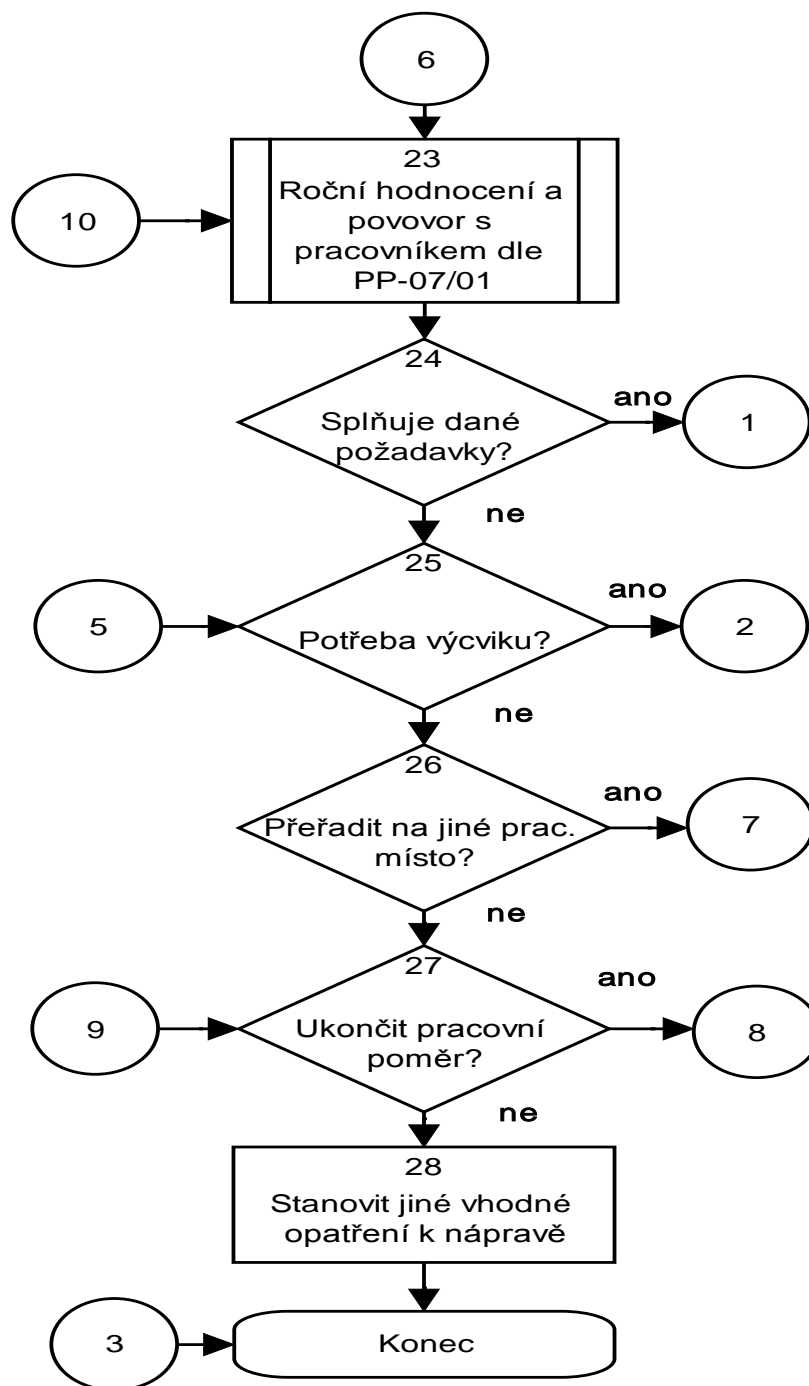 6
23
Roční hodnocení a
povovor s
pracovníkem dle
PP-07/01
10
24
Splňuje dané
požadavky?
ano
1
ne
25
Potřeba výcviku?
5
ano
2
ne
26
Přeřadit na jiné prac.
místo?
ano
7
ne
27
Ukončit pracovní
poměr?
9
ano
8
ne
28
Stanovit jiné vhodné
opatření k nápravě
3
Konec